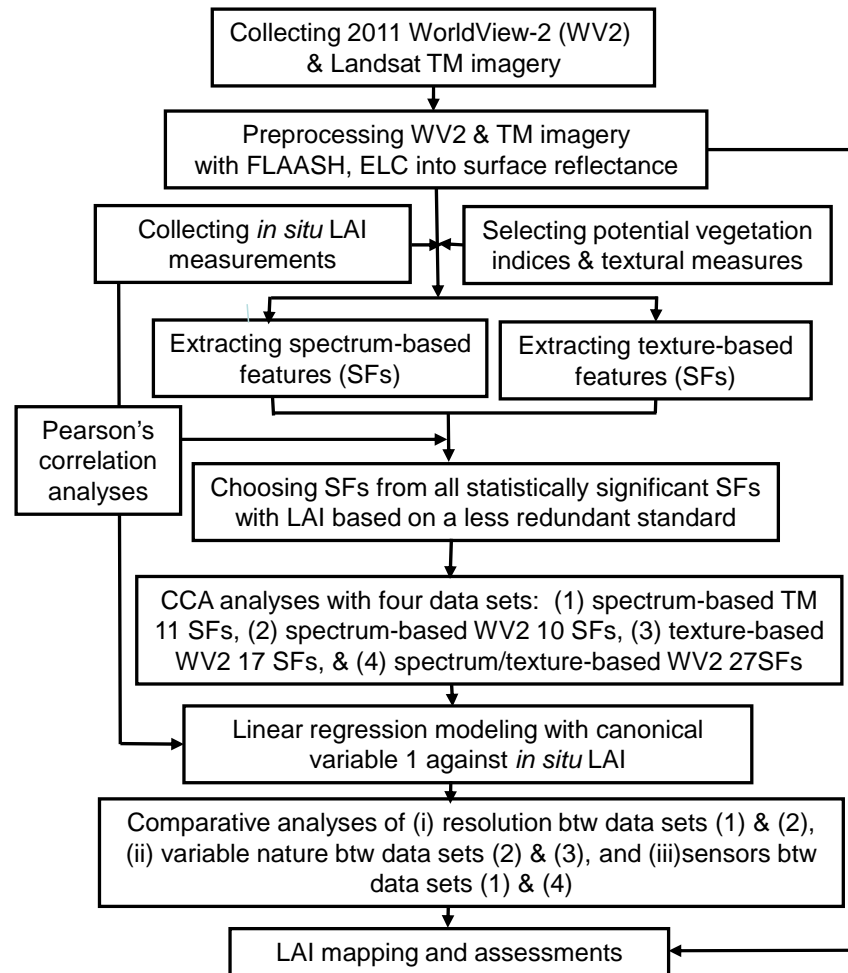 Collecting 2011 WorldView-2 (WV2)
& Landsat TM imagery
Preprocessing WV2 & TM imagery
with FLAASH, ELC into surface reflectance
Collecting in situ LAI
measurements
Selecting potential vegetation
indices & textural measures
Extracting spectrum-based
features (SFs)
Extracting texture-based
features (SFs)
Pearson’s
correlation
analyses
Choosing SFs from all statistically significant SFs
with LAI based on a less redundant standard
CCA analyses with four data sets: (1) spectrum-based TM
11 SFs, (2) spectrum-based WV2 10 SFs, (3) texture-based
WV2 17 SFs, & (4) spectrum/texture-based WV2 27SFs
Linear regression modeling with canonical
variable 1 against in situ LAI
Comparative analyses of (i) resolution btw data sets (1) & (2),
(ii) variable nature btw data sets (2) & (3), and (iii)sensors btw
data sets (1) & (4)
LAI mapping and assessments